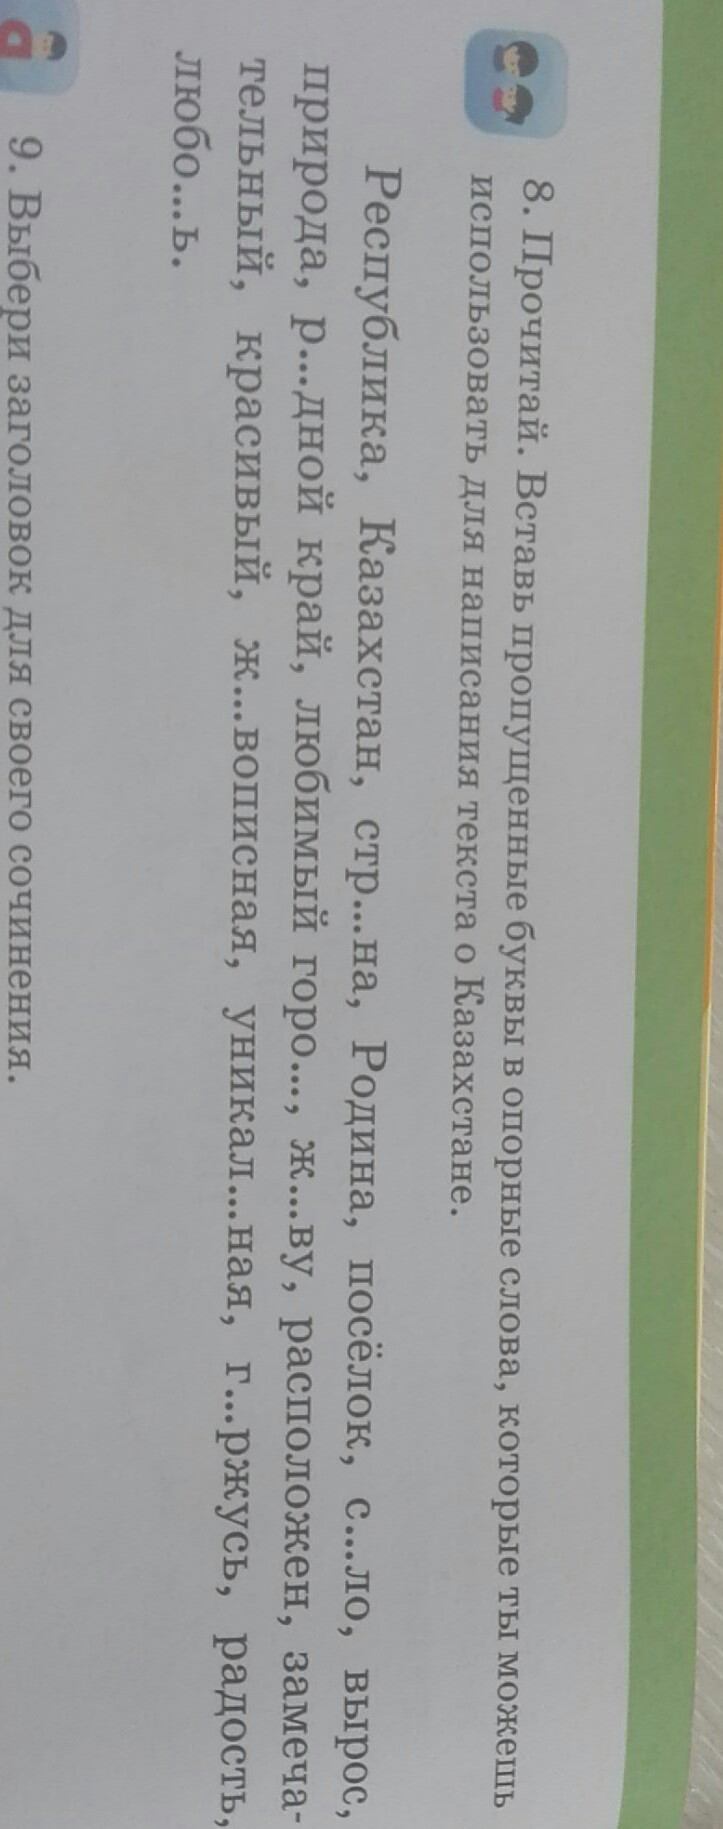 8. Прочитай. Вставь пропущенные буквы в опорные слова, которые ты можешь
использовать для написания текста о Казахстане.
Республика, Казахстан, стр...на, Родина, посёлок, с...ло, вырос,
природа, р...дной край, любимый горо..., ж...ву, расположен, замеча-
тельный, красивый, ж...вописная, уникал...ная, г...ржусь, радость,
любо...ь.
9. Выбери заголовок для своего сочинения.